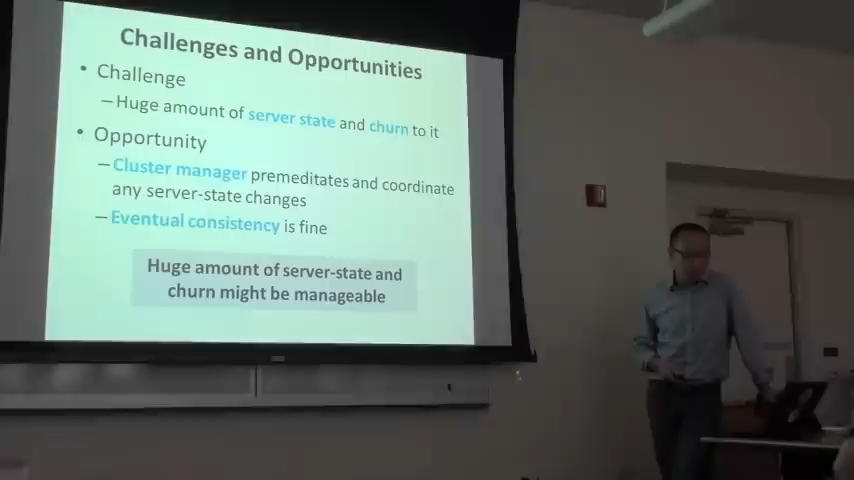 Challenges and Opportunities
• Challenge
–Huge amount of server state and churn to it
• Opportunity
–Cluster manager premeditates and coordinate
any server-state changes
–Eventual consistency is fine
Huge amount of server-state and
churn might be manageable